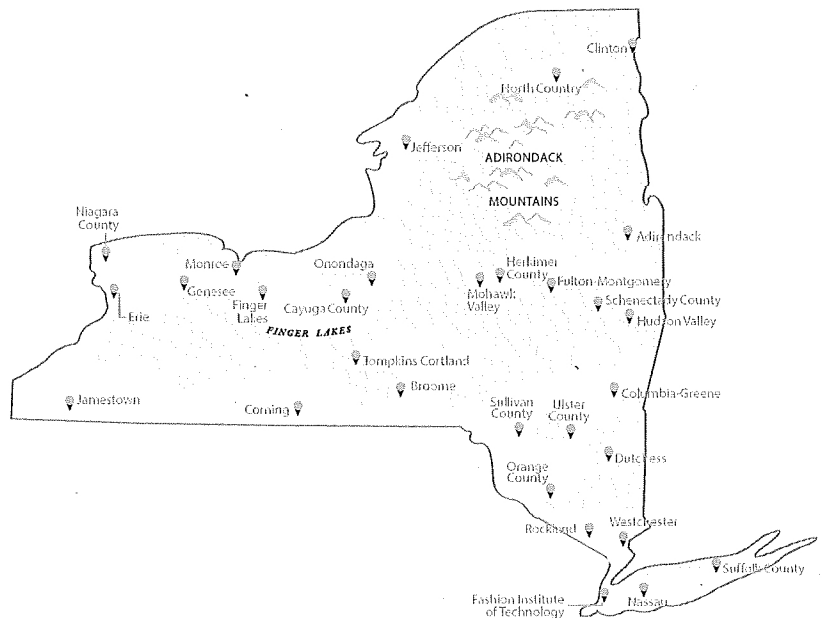 Clinton
North Country
Jefferson
ADIRONDACK
MOUNTAINS
Niagara
County
Adirondack
Monroe
Onondaga
Herkimer
County
Genesee
Finger
Lakes
Cayuga County
Mohawk
Valley
Fulton-Montgomery
Schenectady County
Erie
Hudson Valley
FINGER LAKES
Tompkins Cortland
Broome
Columbia-Greene
Jamestown
Corning
Sullivan
County
Ulster
County
Dutchess
Orange
County
Rockland
Westchester
Suffolk County
Fashion Institute
of Technology
Nassau